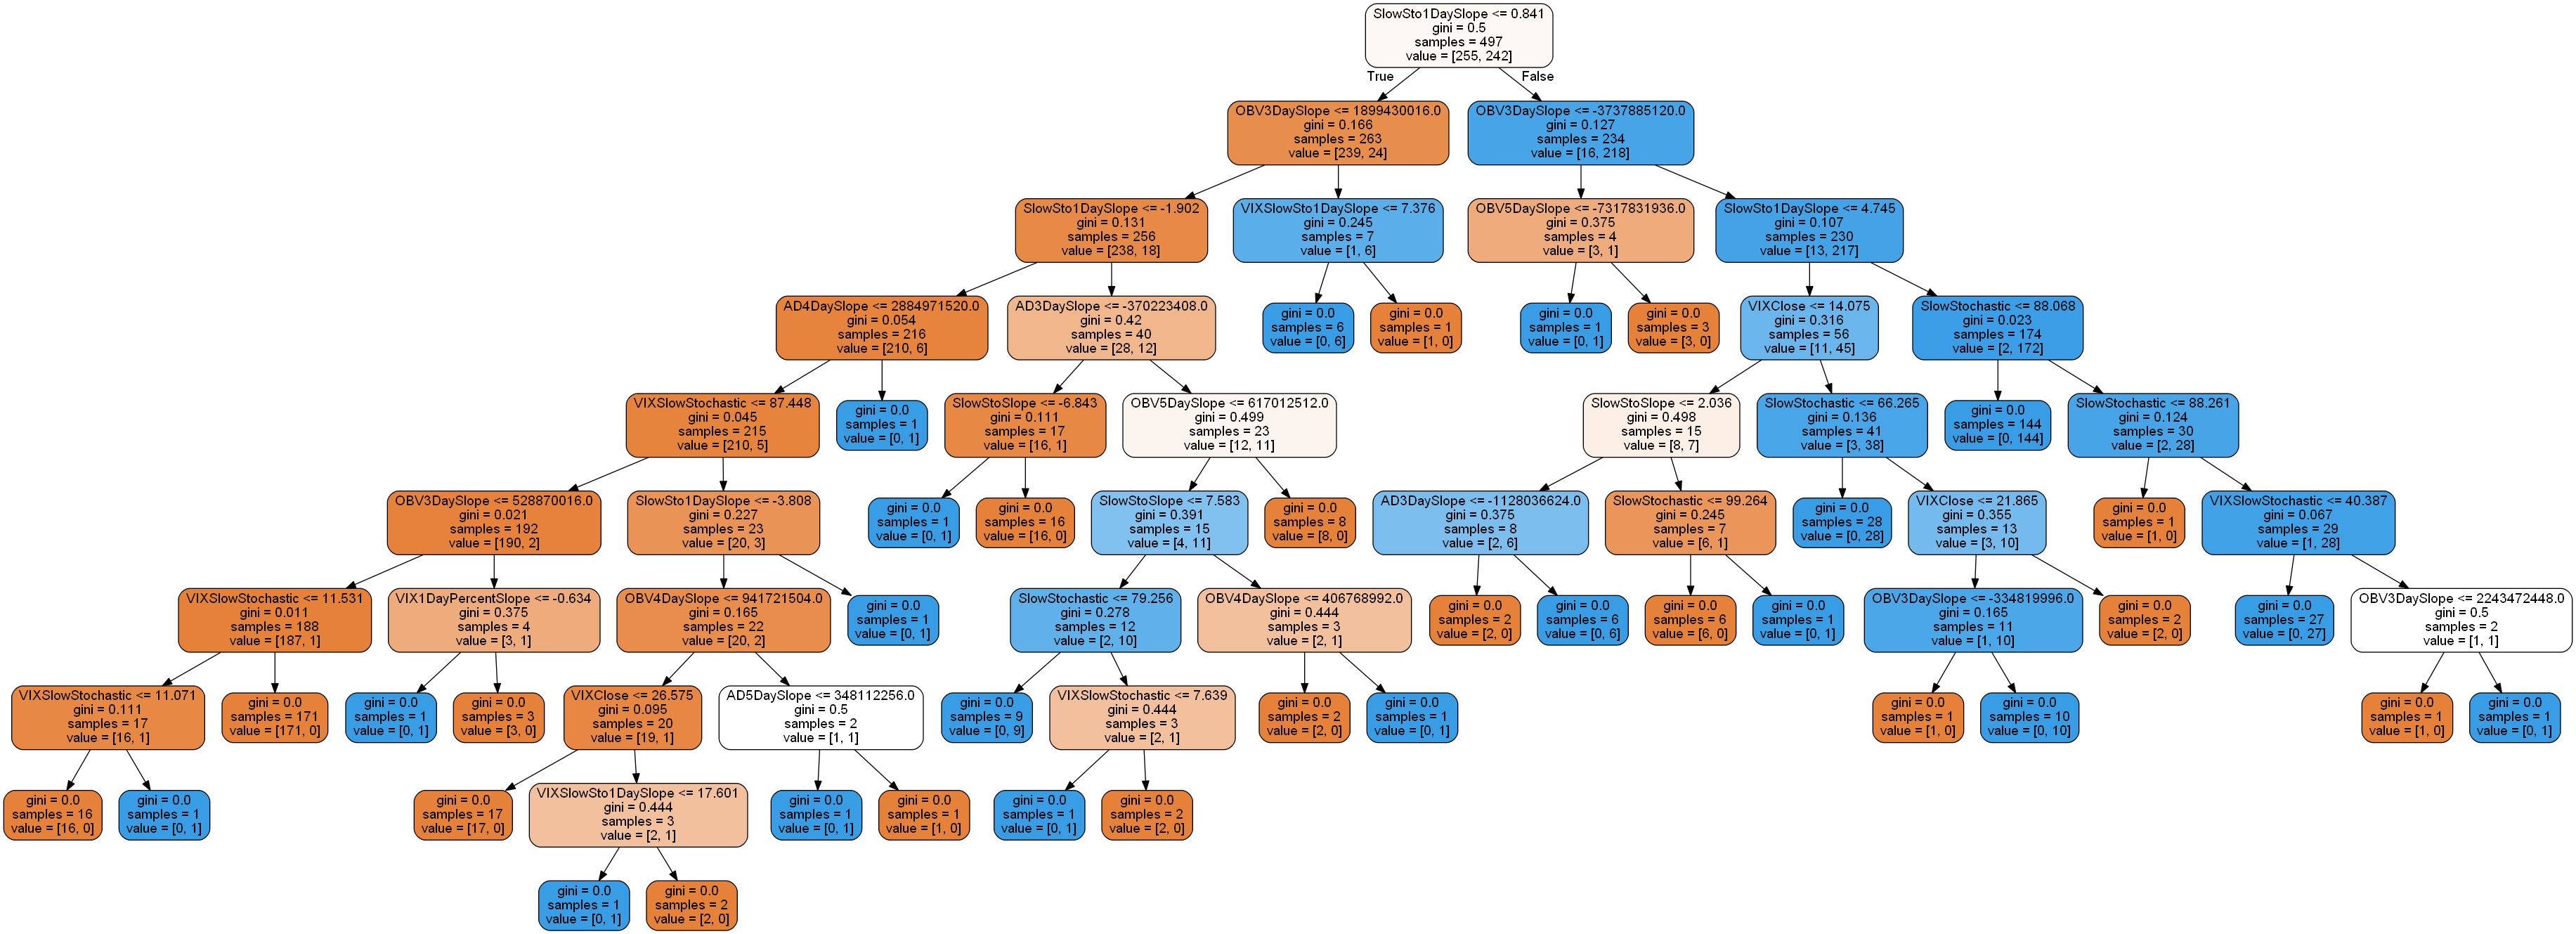 SlowSto1DaySlope <= 0.841
gini = 0.5
samples = 497
value = [255, 242]
True
False
OBV3DaySlope <= 1899430016.0
gini = 0.166
samples = 263
value = [239, 24]
OBV3DaySlope <= -3737885120.0
gini = 0.127
samples = 234
value = [16, 218]
SlowSto1DaySlope <= -1.902
gini = 0.131
samples = 256
value = [238, 18]
VIXSlowSto1DaySlope <= 7.376
gini = 0.245
samples = 7
value = [1, 6]
OBV5DaySlope <= -7317831936.0
gini = 0.375
samples = 4
value = [3, 1]
SlowSto1DaySlope <= 4.745
gini = 0.107
samples = 230
value = [13, 217]
AD4DaySlope <= 2884971520.0
gini = 0.054
samples = 216
value = [210, 6]
AD3DaySlope <= -370223408.0
gini = 0.42
samples = 40
value = [28, 12]
gini = 0.0
samples = 6
value = [0, 6]
gini = 0.0
samples = 1
value = [1, 0]
gini = 0.0
samples = 1
value = [0, 1]
gini = 0.0
samples = 3
value = [3, 0]
VIXClose <= 14.075
gini = 0.316
samples = 56
value = [11, 45]
SlowStochastic <= 88.068
gini = 0.023
samples = 174
value = [2, 172]
VIXSlowStochastic <= 87.448
gini = 0.045
samples = 215
value = [210, 5]
gini = 0.0
samples = 1
value = [0, 1]
SlowStoSlope <= -6.843
gini = 0.111
samples = 17
value = [16, 1]
OBV5DaySlope <= 617012512.0
gini = 0.499
samples = 23
value = [12, 11]
SlowStoSlope <= 2.036
gini = 0.498
samples = 15
value = [8, 7]
SlowStochastic <= 66.265
gini = 0.136
samples = 41
value = [3, 38]
gini = 0.0
samples = 144
value = [0, 144]
SlowStochastic <= 88.261
gini = 0.124
samples = 30
value = [2, 28]
OBV3DaySlope <= 528870016.0
gini = 0.021
samples = 192
value = [190, 2]
SlowSto1DaySlope <= -3.808
gini = 0.227
samples = 23
value = [20, 3]
gini = 0.0
samples = 1
value = [0, 1]
gini = 0.0
samples = 16
value = [16, 0]
SlowStoSlope <= 7.583
gini = 0.391
samples = 15
value = [4, 11]
gini = 0.0
samples = 8
value = [8, 0]
AD3DaySlope <= -1128036624.0
gini = 0.375
samples = 8
value = [2, 6]
SlowStochastic <= 99.264
gini = 0.245
samples = 7
value = [6, 1]
gini = 0.0
samples = 28
value = [0, 28]
VIXClose <= 21.865
gini = 0.355
samples = 13
value = [3, 10]
gini = 0.0
samples = 1
value = [1, 0]
VIXSlowStochastic <= 40.387
gini = 0.067
samples = 29
value = [1, 28]
VIXSlowStochastic <= 11.531
gini = 0.011
samples = 188
value = [187, 1]
VIX1DayPercentSlope <= -0.634
gini = 0.375
samples = 4
value = [3, 1]
OBV4DaySlope <= 941721504.0
gini = 0.165
samples = 22
value = [20, 2]
gini = 0.0
samples = 1
value = [0, 1]
SlowStochastic <= 79.256
gini = 0.278
samples = 12
value = [2, 10]
OBV4DaySlope <= 406768992.0
gini = 0.444
samples = 3
value = [2, 1]
gini = 0.0
samples = 2
value = [2, 0]
gini = 0.0
samples = 6
value = [0, 6]
gini = 0.0
samples = 6
value = [6, 0]
gini = 0.0
samples = 1
value = [0, 1]
OBV3DaySlope <= -334819996.0
gini = 0.165
samples = 11
value = [1, 10]
gini = 0.0
samples = 2
value = [2, 0]
gini = 0.0
samples = 27
value = [0, 27]
OBV3DaySlope <= 2243472448.0
gini = 0.5
samples = 2
value = [1, 1]
VIXSlowStochastic <= 11.071
gini = 0.111
samples = 17
value = [16, 1]
gini = 0.0
samples = 171
value = [171, 0]
gini = 0.0
samples = 1
value = [0, 1]
gini = 0.0
samples = 3
value = [3, 0]
VIXClose <= 26.575
gini = 0.095
samples = 20
value = [19, 1]
AD5DaySlope <= 348112256.0
gini = 0.5
samples = 2
value = [1, 1]
gini = 0.0
samples = 9
value = [0, 9]
VIXSlowStochastic <= 7.639
gini = 0.444
samples = 3
value = [2, 1]
gini = 0.0
samples = 2
value = [2, 0]
gini = 0.0
samples = 1
value = [0, 1]
gini = 0.0
samples = 1
value = [1, 0]
gini = 0.0
samples = 10
value = [0, 10]
gini = 0.0
samples = 1
value = [1, 0]
gini = 0.0
samples = 1
value = [0, 1]
gini = 0.0
samples = 16
value = [16, 0]
gini = 0.0
samples = 1
value = [0, 1]
gini = 0.0
samples = 17
value = [17, 0]
VIXSlowSto1DaySlope <= 17.601
gini = 0.444
samples = 3
value = [2, 1]
gini = 0.0
samples = 1
value = [0, 1]
gini = 0.0
samples = 1
value = [1, 0]
gini = 0.0
samples = 1
value = [0, 1]
gini = 0.0
samples = 2
value = [2, 0]
gini = 0.0
samples = 1
value = [0, 1]
gini = 0.0
samples = 2
value = [2, 0]